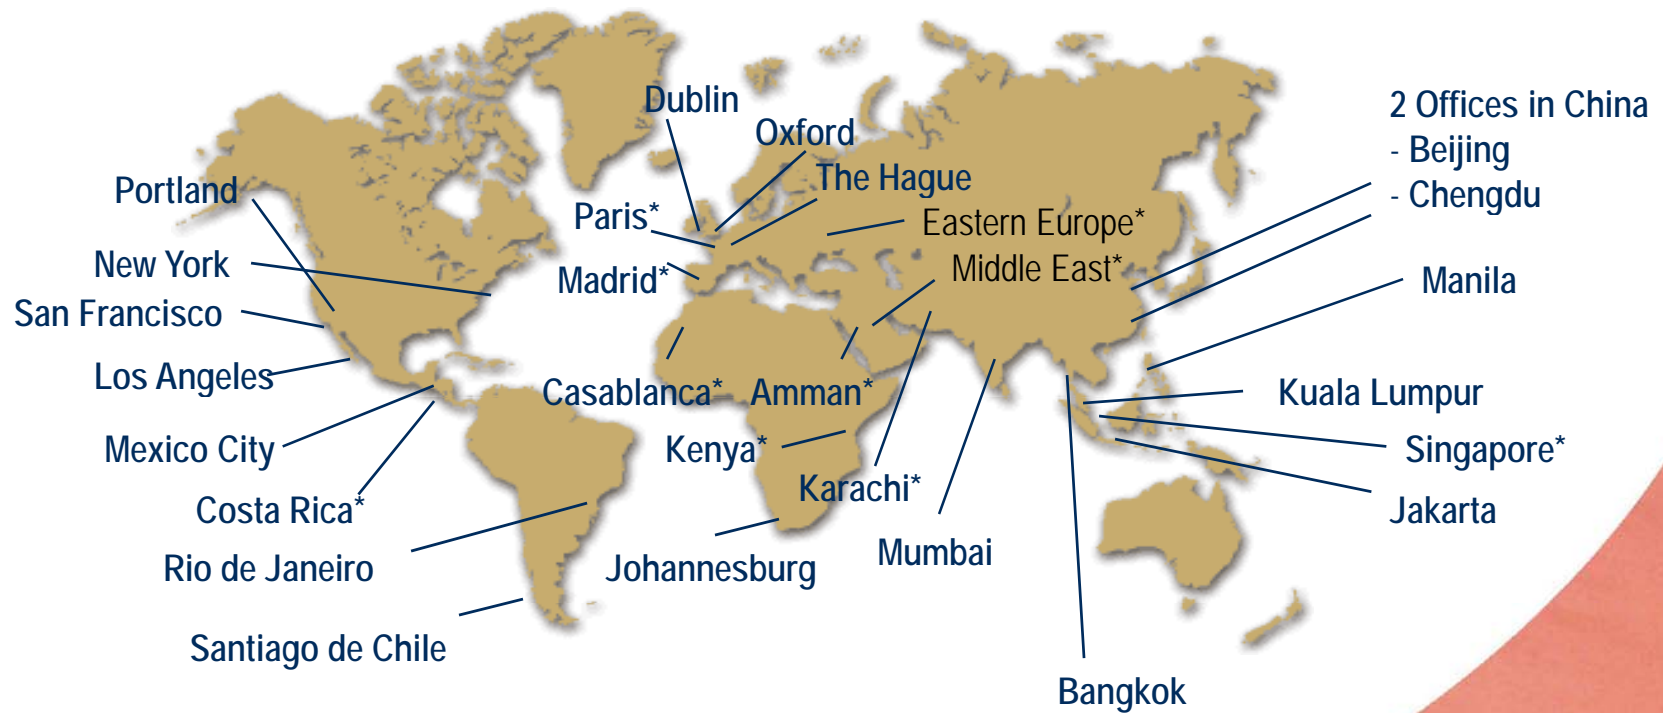 Dublin
Oxford
The Hague
Paris*
Eastern Europe*
Middle East*
Madrid*
2 Offices in China
- Beijing
- Chengdu
Portland
New York
San Francisco
Los Angeles
Mexico City
Costa Rica*
Rio de Janeiro
Santiago de Chile
Casablanca*
Amman*
Kenya*
Karachi*
Johannesburg
Mumbai
Manila
Kuala Lumpur
Singapore*
Jakarta
Bangkok